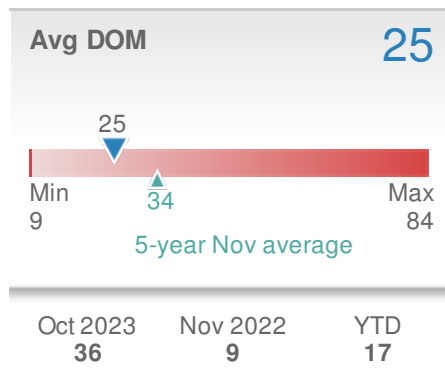 Avg DOM 25
25
Min Max
9 34 84
5-year Nov average
Oct 2023 Nov 2022 YTD
36 9 17